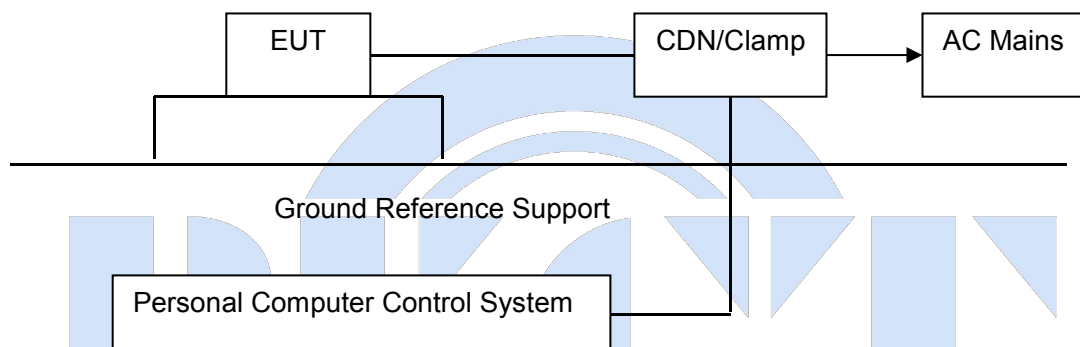 EUT
CDN/Clamp
AC Mains
Ground Reference Support
Personal Computer Control System